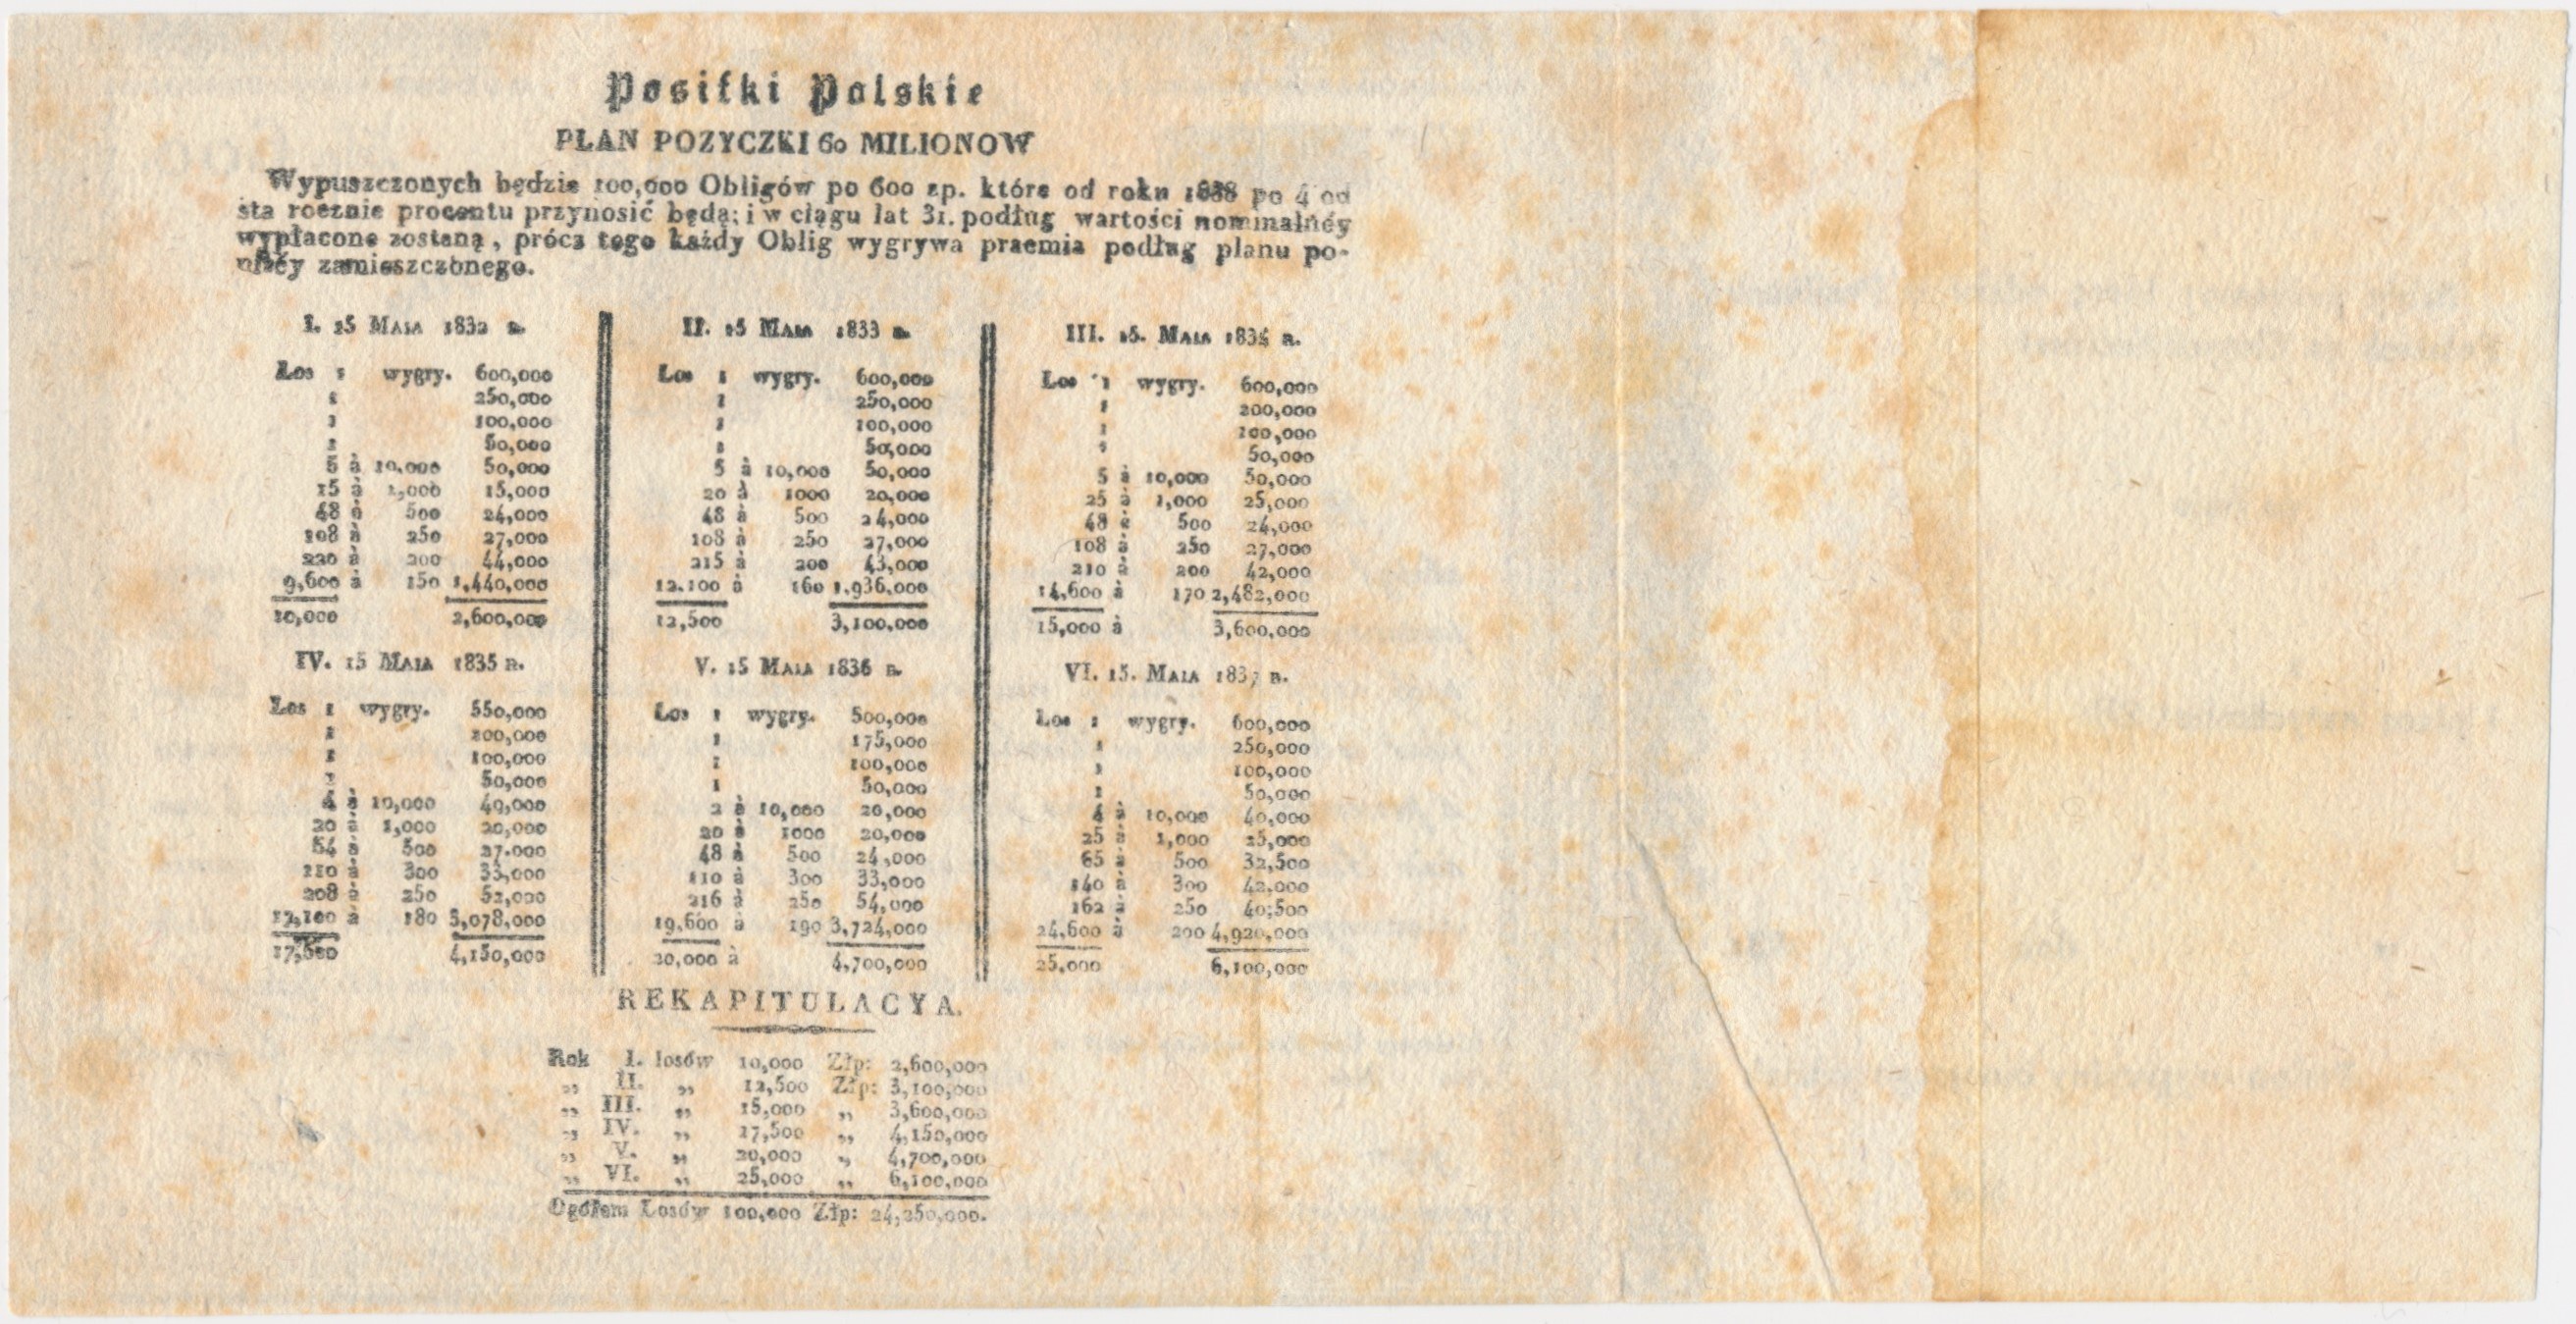 Posiłki Polskie
PLAN POZYCZKI 60 MILIONOW
Wypuszczonych będzie 100,000 Obligów po 600 zp. które od roku 1838 po 4 od
sta rocznie procentu przynosić będą; i w ciągu lat 31. podług wartości nominalnéy
wypłacone zostaną, prócz tego każdy Oblig wygrywa praemia podług planu po-
niżéy zamieszczonego.
I. 15 MAIA 1832 R.
Los 1 wygry. 600,000
1 250,000
1 100,000
1 50,000
5 à 10,000 50,000
15 à 1,000 15,000
48 à 500 24,000
108 à 250 27,000
220 à 200 44,000
9,600 à 150 1,440,000
10,000 2,600,000
II. 15 MAIA 1833 R.
Los 1 wygry. 600,000
1 250,000
1 100,000
1 50,000
5 à 10,000 50,000
20 à 1000 20,000
48 à 500 24,000
108 à 250 27,000
215 à 200 43,000
12.100 à 160 1,936,000
12,500 3,100,000
III. 15. MAIA 1834 R.
Los 1 wygry. 600,000
1 200,000
1 100,000
1 50,000
5 à 10,000 50,000
25 à 1,000 25,000
48 à 500 24,000
108 à 250 27,000
210 à 200 42,000
14,600 à 170 2,482,000
15,000 à 3,600,000
IV. 15 MAIA 1835 R.
Los 1 wygry. 550,000
1 200,000
1 100,000
1 50,000
4 à 10,000 40,000
20 à 1,000 20,000
54 à 500 27.000
110 à 300 33,000
208 à 250 52,000
17,100 à 180 3,078,000
17,500 4,150,000
V. 15 MAIA 1836 R.
Los 1 wygry. 500,000
1 175,000
1 100,000
1 50,000
2 à 10,000 20,000
20 à 1000 20,000
48 à 500 24,000
110 à 300 33,000
216 à 250 54,000
19,600 à 190 3,724,000
20,000 à 4,700,000
VI. 15. MAIA 1837 R.
Los 1 wygry. 600,000
1 250,000
1 100,000
1 50,000
4 à 10,000 40,000
25 à 1,000 25,000
65 à 500 32,500
140 à 300 42,000
162 à 250 40,500
24,600 à 200 4,920,000
25,000 6,100,000
REKAPITULACYA.
Rok I. losów 10,000 Złp: 2,600,000
„ II. „ 12,500 Złp: 3,100,000
„ III. „ 15,000 „ 3,600,000
„ IV. „ 17,500 „ 4,150,000
„ V. „ 20,000 „ 4,700,000
„ VI. „ 25,000 „ 6,100,000
Ogółem Losów 100,000 Złp: 24,250,000.